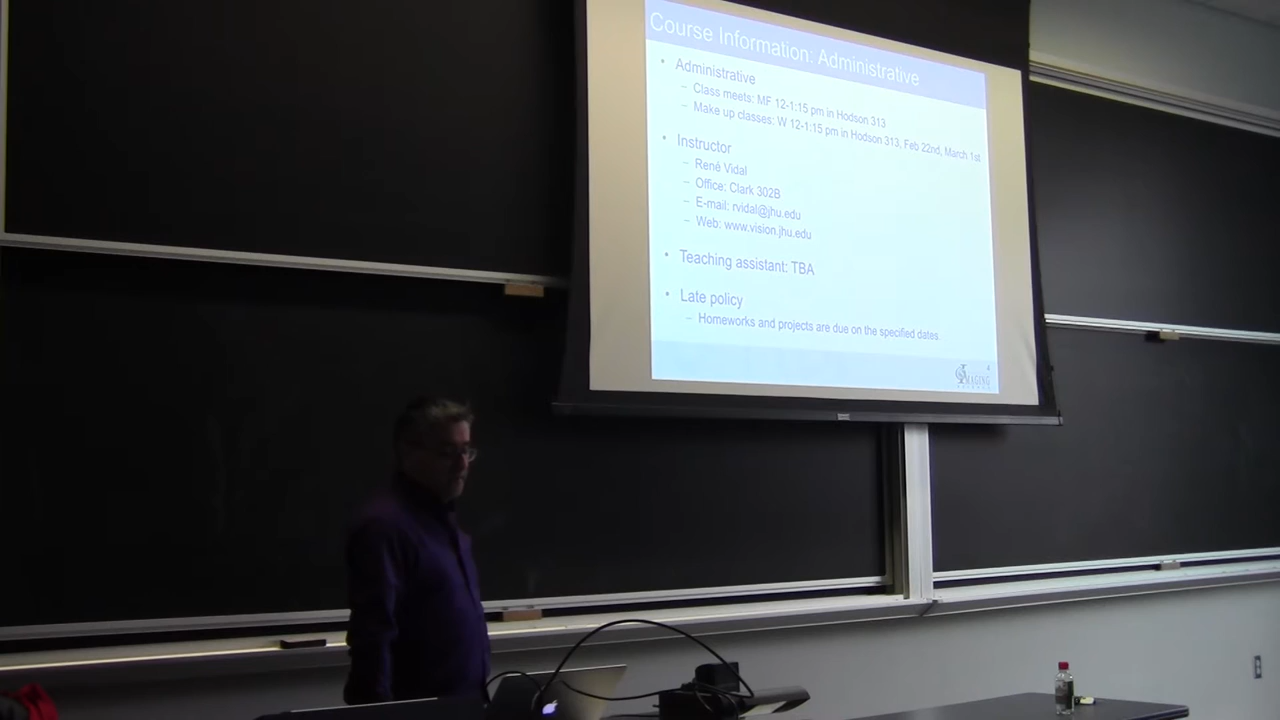 Course Information: Administrative
• Administrative
– Class meets: MF 12-1:15 pm in Hodson 313
– Make up classes: W 12-1:15 pm in Hodson 313, Feb 22nd, March 1st
• Instructor
– René Vidal
– Office: Clark 302B
– E-mail: rvidal@jhu.edu
– Web: www.vision.jhu.edu
• Teaching assistant: TBA
• Late policy
– Homeworks and projects are due on the specified dates.
4
IMAGING